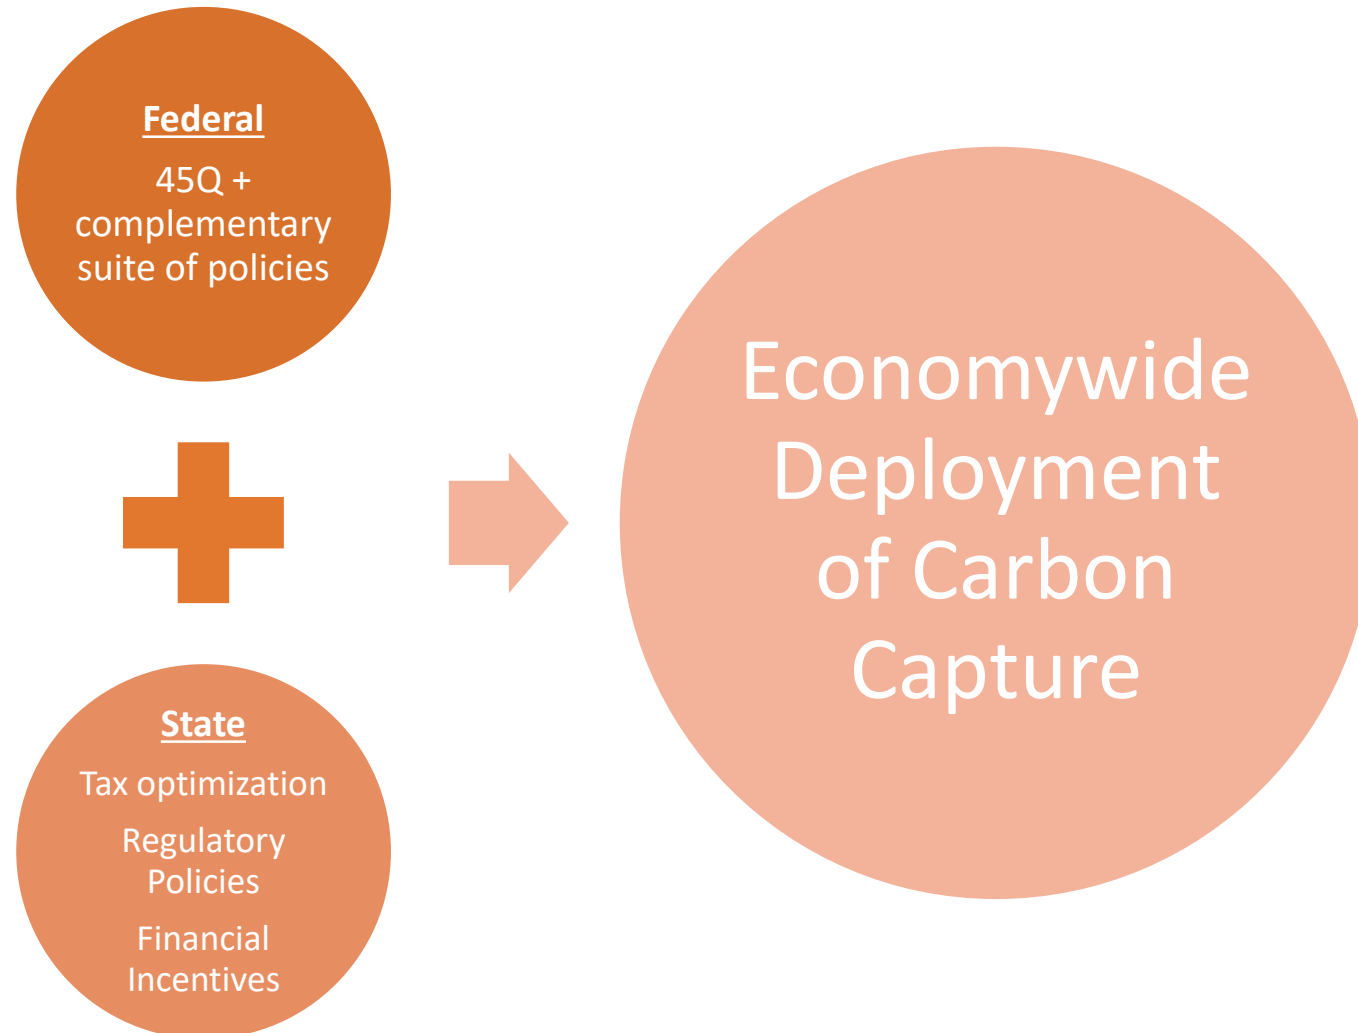 Federal
45Q +
complementary
suite of policies
State
Tax optimization
Regulatory
Policies
Financial
Incentives
Economywide
Deployment
of Carbon
Capture